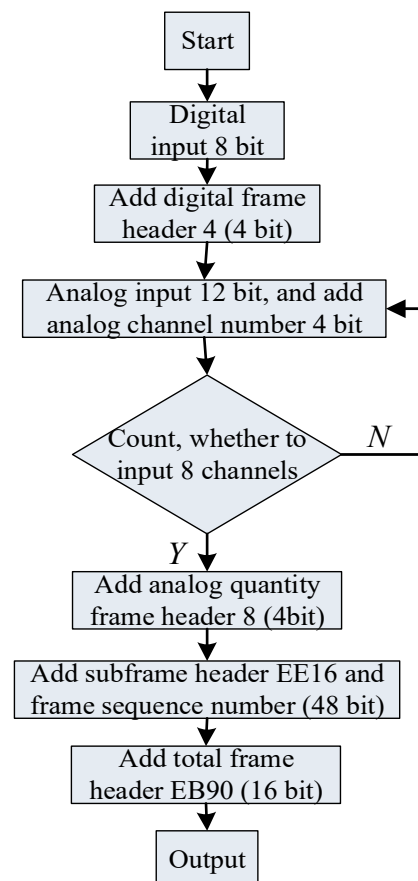 Start
Digital
input 8 bit
Add digital frame
header 4 (4 bit)
Analog input 12 bit, and add
analog channel number 4 bit
Count, whether to
input 8 channels
N
Y
Add analog quantity
frame header 8 (4bit)
Add subframe header EE16 and
frame sequence number (48 bit)
Add total frame
header EB90 (16 bit)
Output